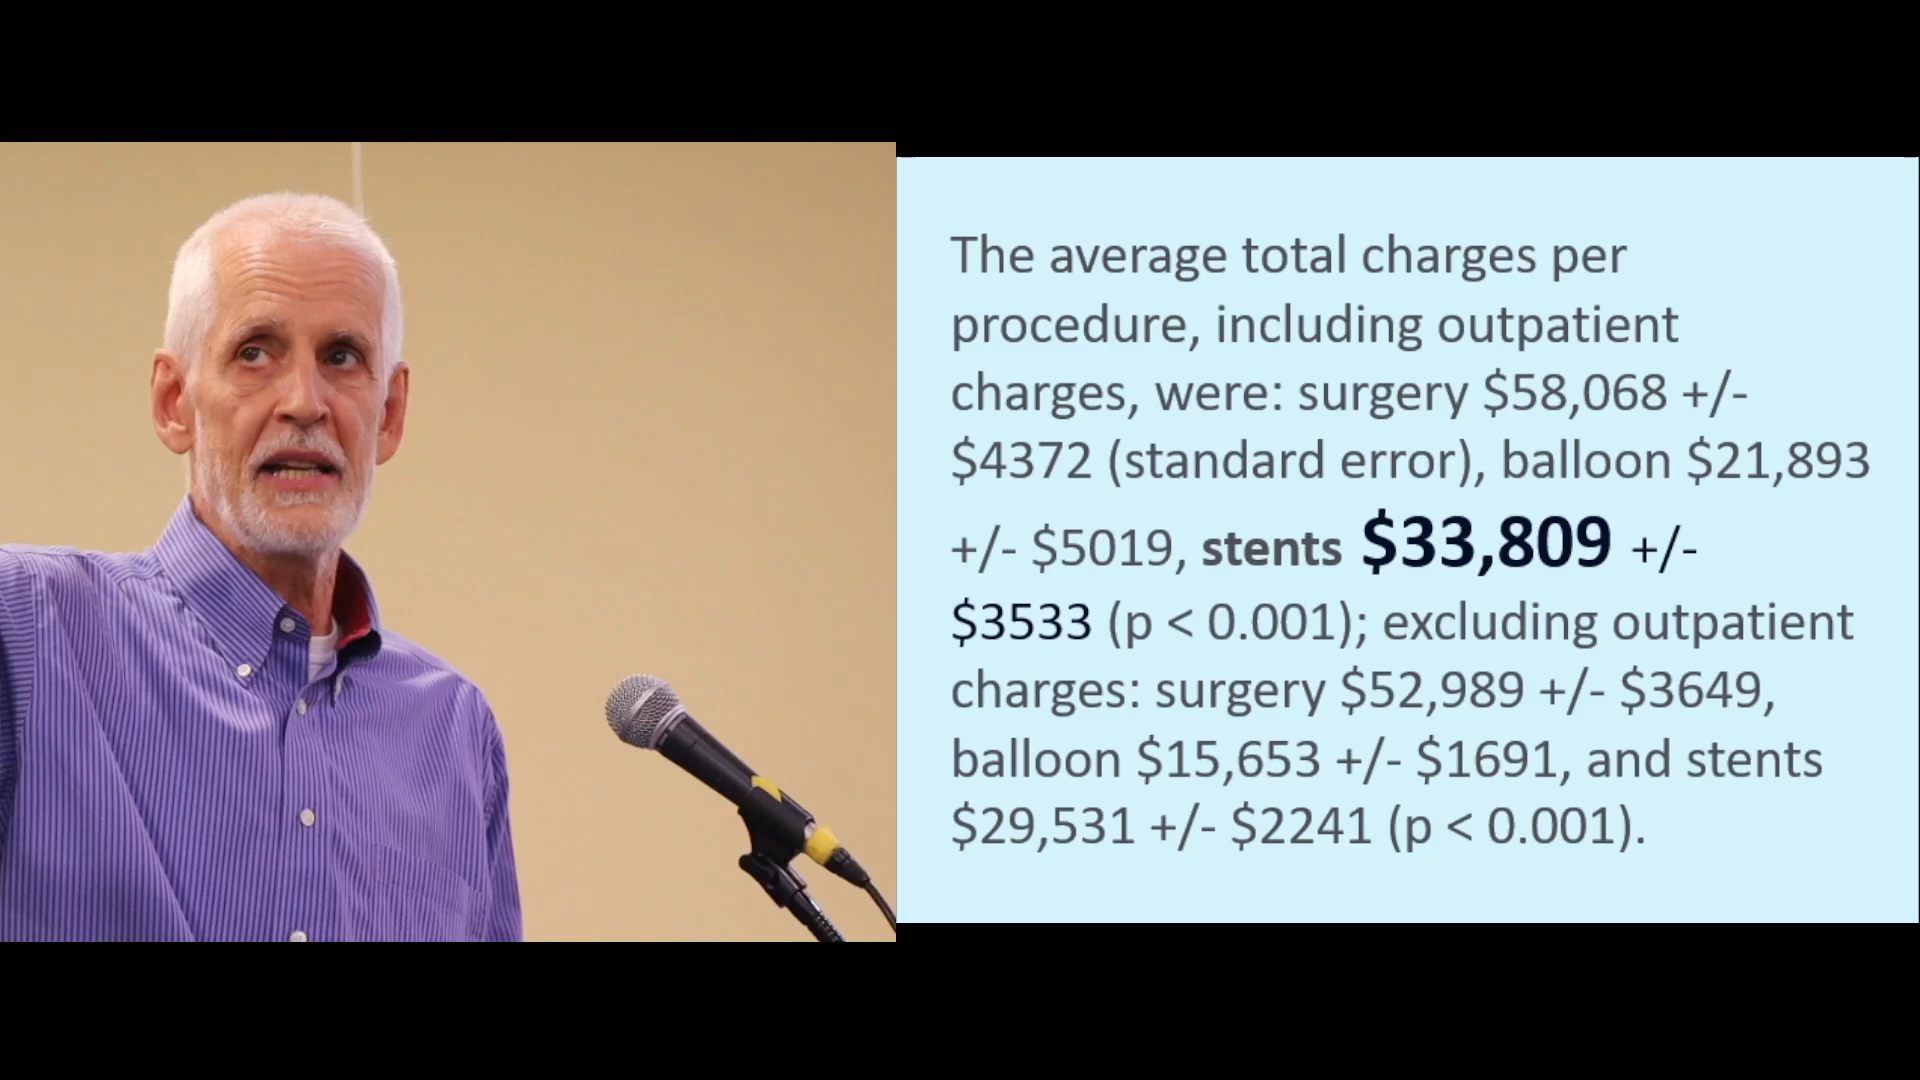 The average total charges per
procedure, including outpatient
charges, were: surgery $58,068 +/-
$4372 (standard error), balloon $21,893
+/- $5019, stents $33,809 +/-
$3533 (p < 0.001); excluding outpatient
charges: surgery $52,989 +/- $3649,
balloon $15,653 +/- $1691, and stents
$29,531 +/- $2241 (p < 0.001).